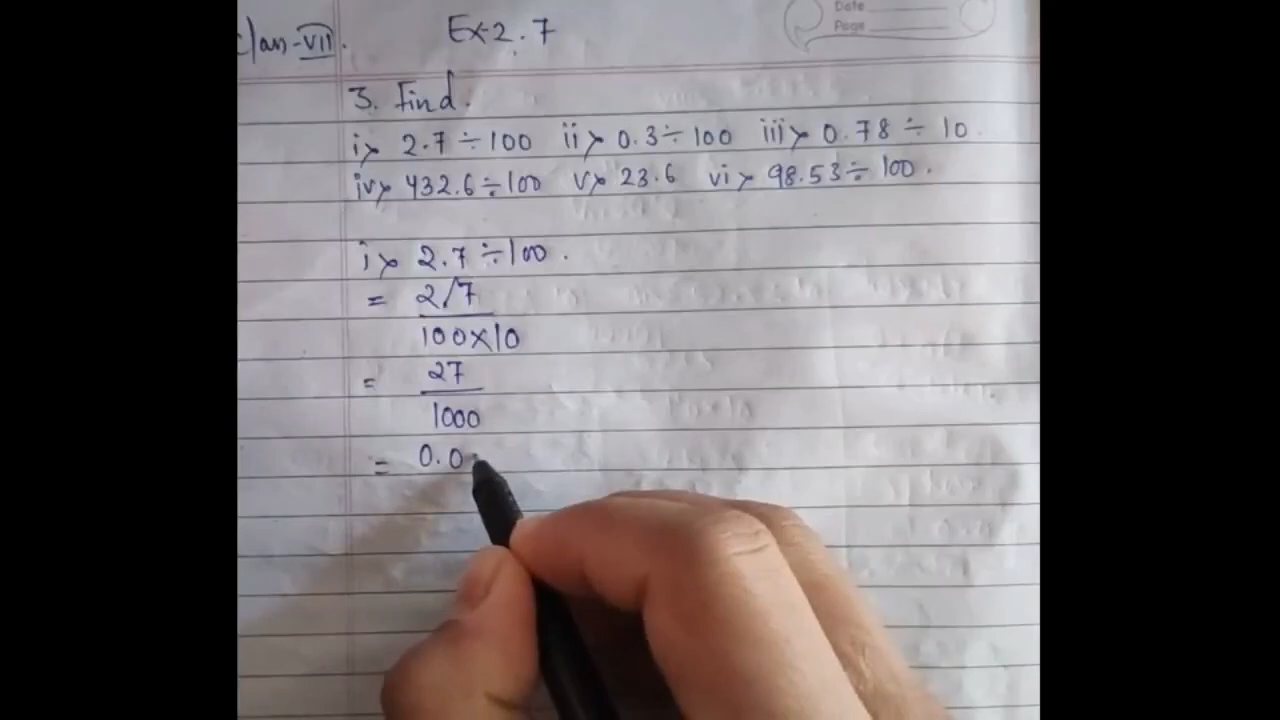 Date
Page
Class-VII. Ex-2.7
3. Find.
i> 2.7 ÷ 100 ii> 0.3 ÷ 100 iii> 0.78 ÷ 10.
iv> 432.6 ÷ 100 v> 23.6 vi> 98.53 ÷ 100.
i> 2.7 ÷ 100.
= 2/7
100×10
= 27
1000
= 0.0